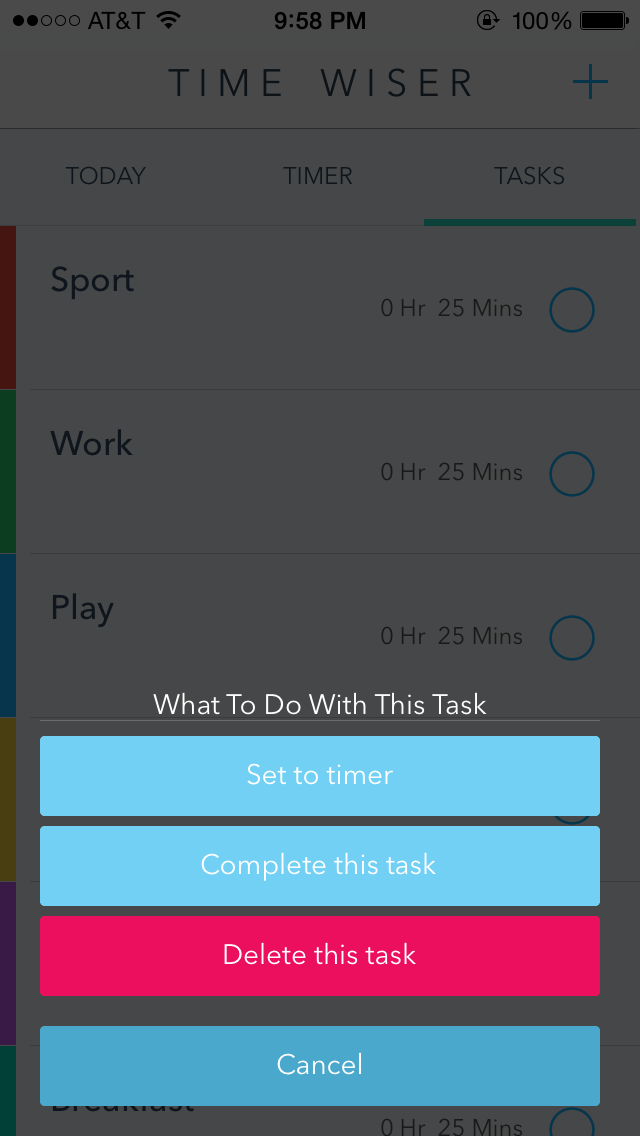 AT&T 9:58 PM 100%
TIME WISER +
TODAY TIMER TASKS
Sport
0 Hr 25 Mins
Work
0 Hr 25 Mins
Play
0 Hr 25 Mins
What To Do With This Task
Set to timer
Complete this task
Delete this task
Cancel
Breakfast
0 Hr 25 Mins